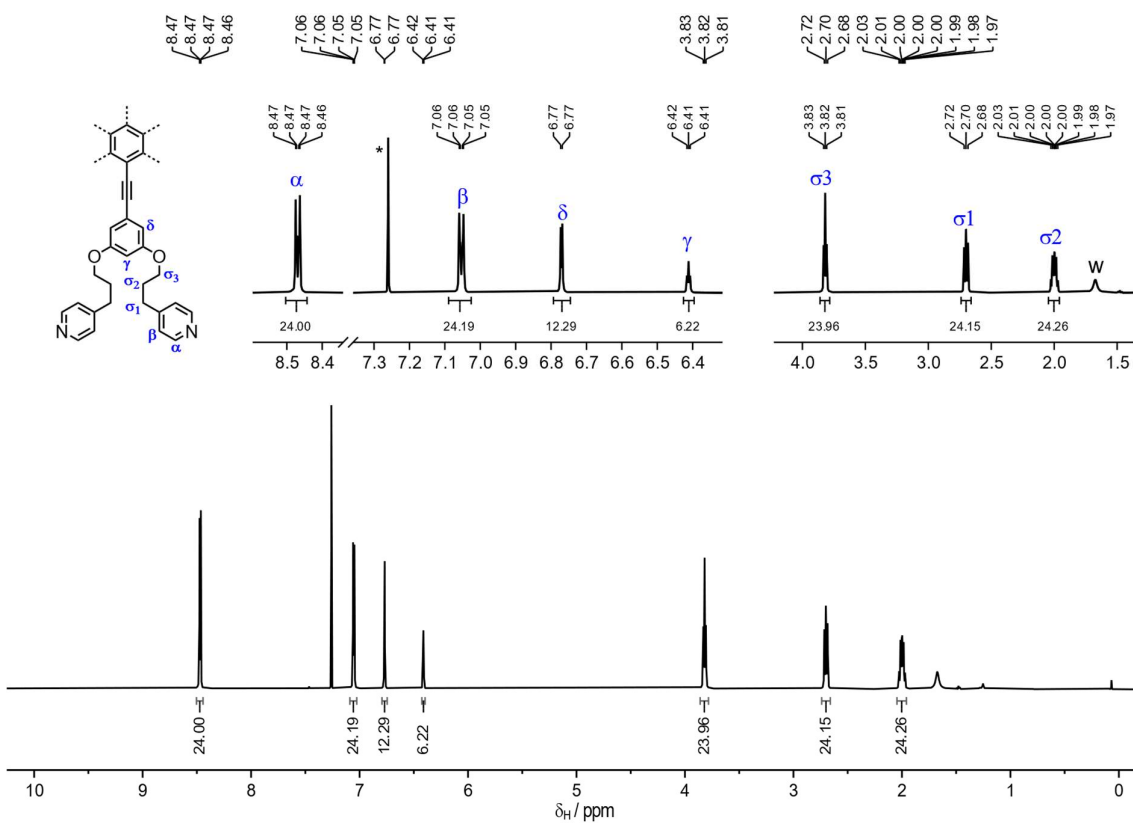 8.47 8.47 8.47 8.46 7.06 7.06 7.05 7.05 6.77 6.77 6.42 6.41 6.41 3.83 3.82 3.81 2.72 2.70 2.68 2.03 2.01 2.00 2.00 2.00 1.99 1.98 1.97
8.47 8.47 8.47 8.46 7.06 7.06 7.05 7.05 6.77 6.77 6.42 6.41 6.41 3.83 3.82 3.81 2.72 2.70 2.68 2.03 2.01 2.00 2.00 2.00 1.99 1.98 1.97
*
α β δ γ σ3 σ1 σ2 w
24.00 24.19 12.29 6.22 23.96 24.15 24.26
8.5 8.4 7.3 7.2 7.1 7.0 6.9 6.8 6.7 6.6 6.5 6.4 4.0 3.5 3.0 2.5 2.0 1.5
δ
O O
γ
σ2 σ3
σ1
β
N N
α
24.00 24.19 12.29 6.22 23.96 24.15 24.26
10 9 8 7 6 5 4 3 2 1 0
δH / ppm